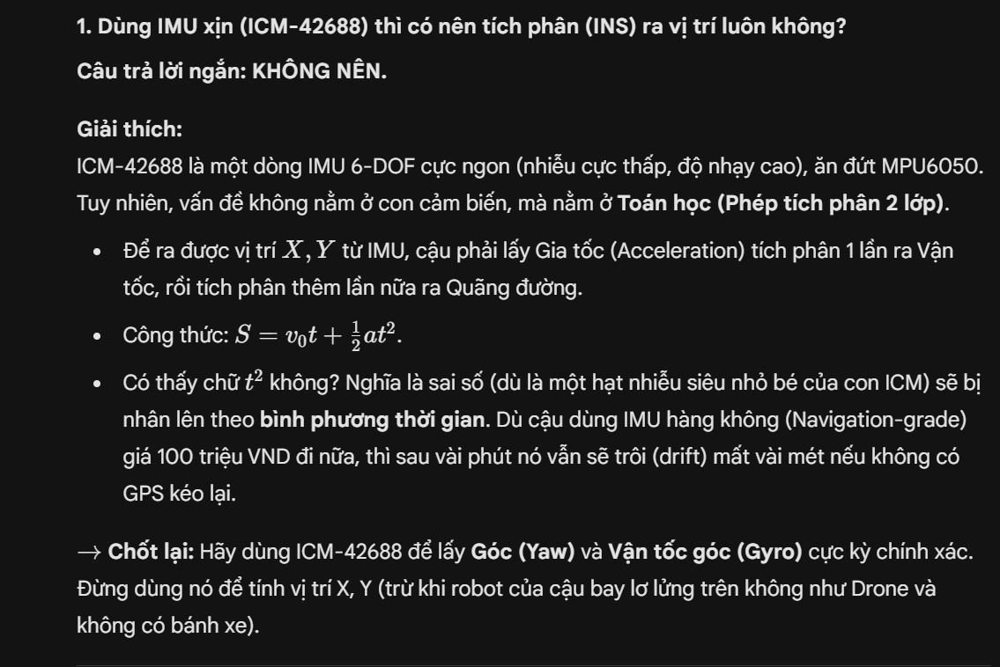 1. Dùng IMU xịn (ICM-42688) thì có nên tích phân (INS) ra vị trí luôn không?
Câu trả lời ngắn: KHÔNG NÊN.
Giải thích:
ICM-42688 là một dòng IMU 6-DOF cực ngon (nhiễu cực thấp, độ nhạy cao), ăn đứt MPU6050.
Tuy nhiên, vấn đề không nằm ở con cảm biến, mà nằm ở Toán học (Phép tích phân 2 lớp).
• Để ra được vị trí X, Y từ IMU, cậu phải lấy Gia tốc (Acceleration) tích phân 1 lần ra Vận
tốc, rồi tích phân thêm lần nữa ra Quãng đường.
• Công thức: S = v₀t + ½at².
• Có thấy chữ t² không? Nghĩa là sai số (dù là một hạt nhiễu siêu nhỏ bé của con ICM) sẽ bị
nhân lên theo bình phương thời gian. Dù cậu dùng IMU hàng không (Navigation-grade)
giá 100 triệu VND đi nữa, thì sau vài phút nó vẫn sẽ trôi (drift) mất vài mét nếu không có
GPS kéo lại.
→ Chốt lại: Hãy dùng ICM-42688 để lấy Góc (Yaw) và Vận tốc góc (Gyro) cực kỳ chính xác.
Đừng dùng nó để tính vị trí X, Y (trừ khi robot của cậu bay lơ lửng trên không như Drone và
không có bánh xe).